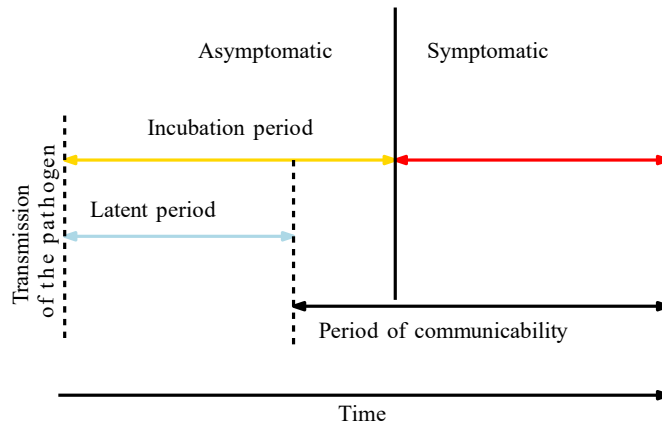 Asymptomatic
Symptomatic
Incubation period
Latent period
Transmission
of the pathogen
Period of communicability
Time